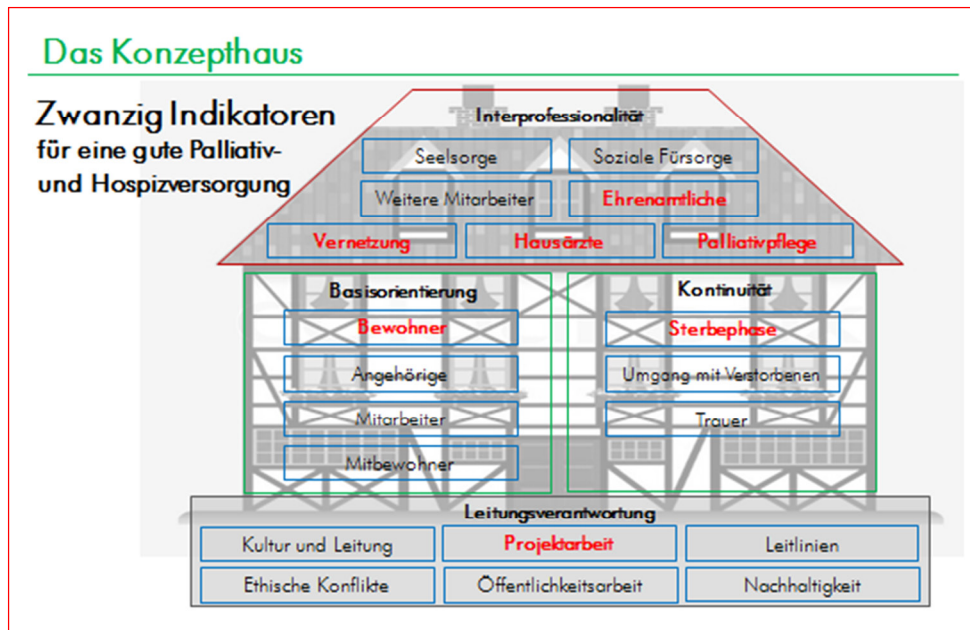 Das Konzepthaus
Zwanzig Indikatoren
für eine gute Palliativ-
und Hospizversorgung
Interprofessionalität
Seelsorge
Soziale Fürsorge
Weitere Mitarbeiter
Ehrenamtliche
Vernetzung
Hausärzte
Palliativpflege
Basisorientierung
Bewohner
Angehörige
Mitarbeiter
Mitbewohner
Kontinuität
Sterbephase
Umgang mit Verstorbenen
Trauer
Leitungsverantwortung
Kultur und Leitung
Projektarbeit
Leitlinien
Ethische Konflikte
Öffentlichkeitsarbeit
Nachhaltigkeit